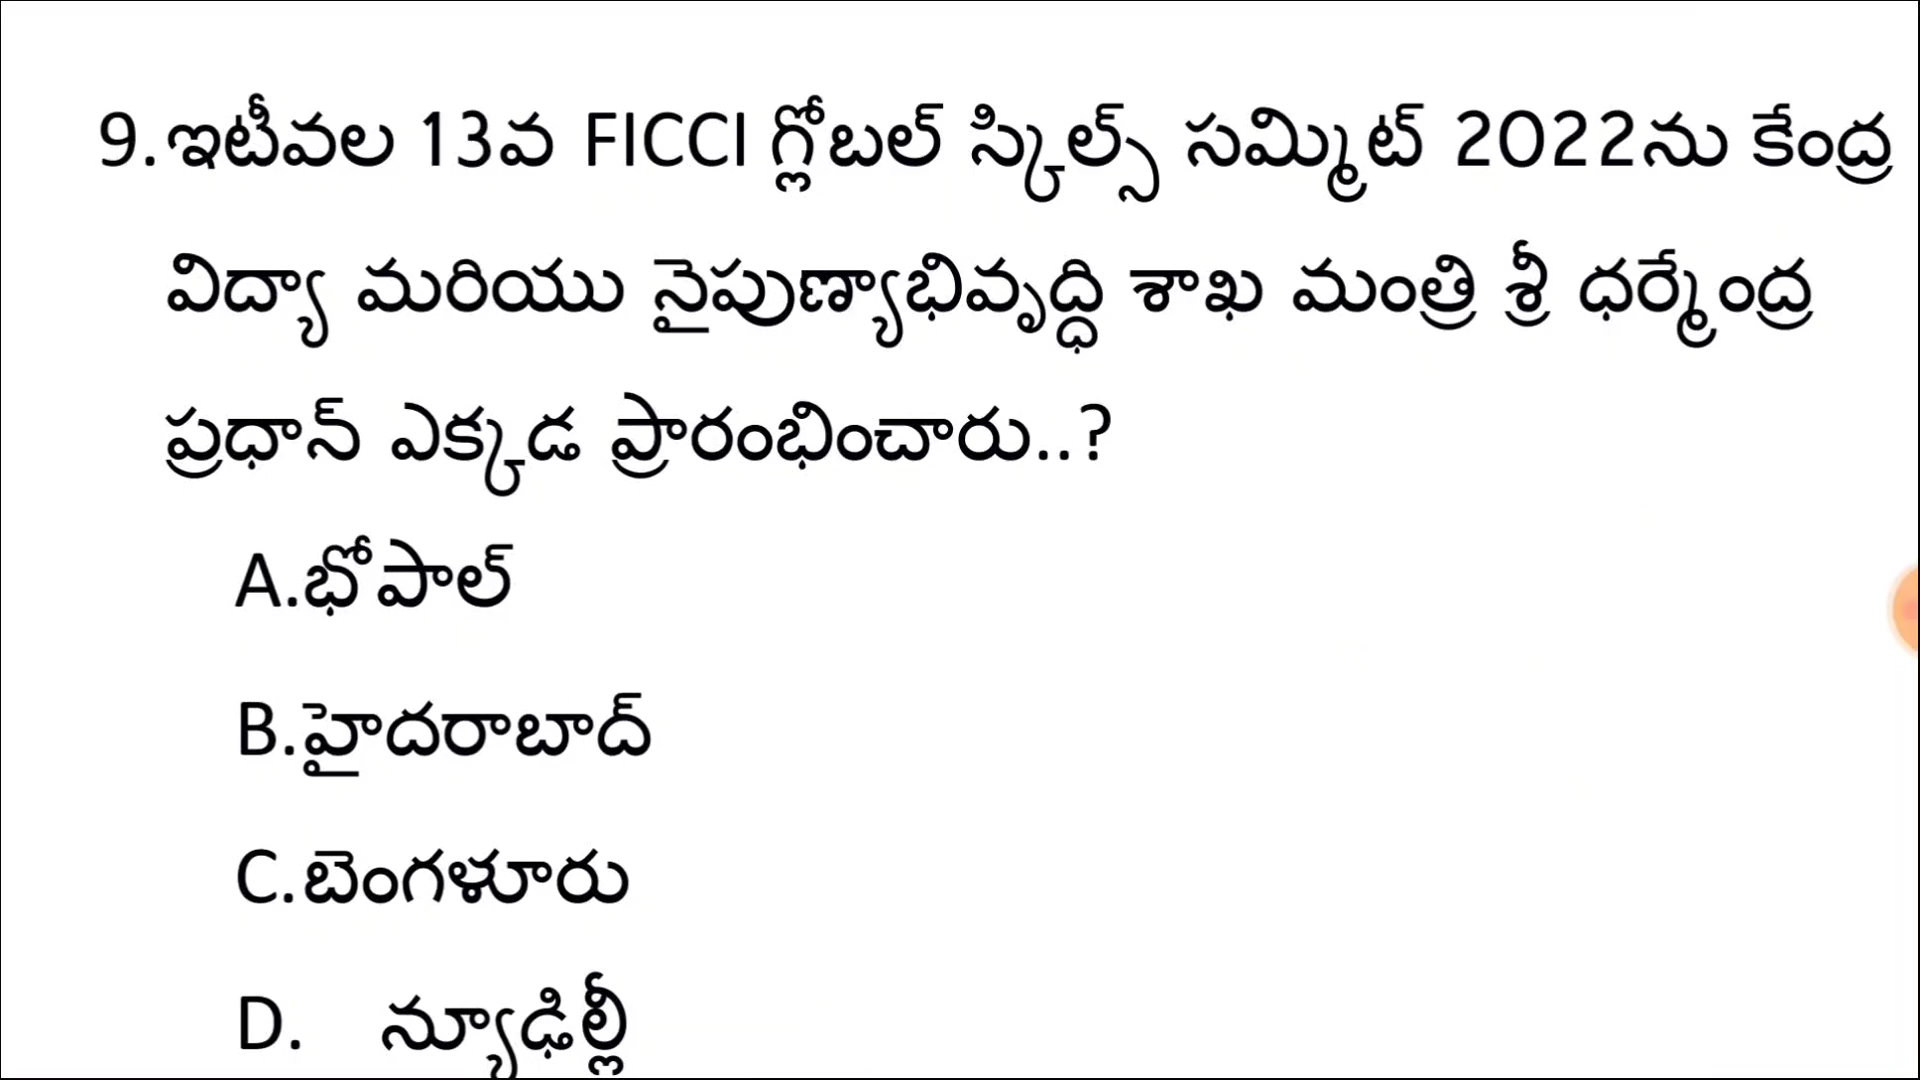 9. ఇటీవల 13వ FICCI గ్లోబల్ స్కిల్స్ సమ్మిట్ 2022ను కేంద్ర
విద్యా మరియు నైపుణ్యాభివృద్ధి శాఖ మంత్రి శ్రీ ధర్మేంద్ర
ప్రధాన్ ఎక్కడ ప్రారంభించారు..?
A.భోపాల్
B.హైదరాబాద్
C.బెంగళూరు
D. న్యూఢిల్లీ